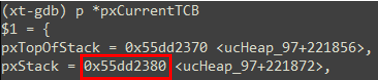 (xt-gdb) p *pxCurrentTCB
$1 = {
pxTopOfStack = 0x55dd2370 <ucHeap_97+221856>,
pxStack = 0x55dd2380 <ucHeap_97+221872>,